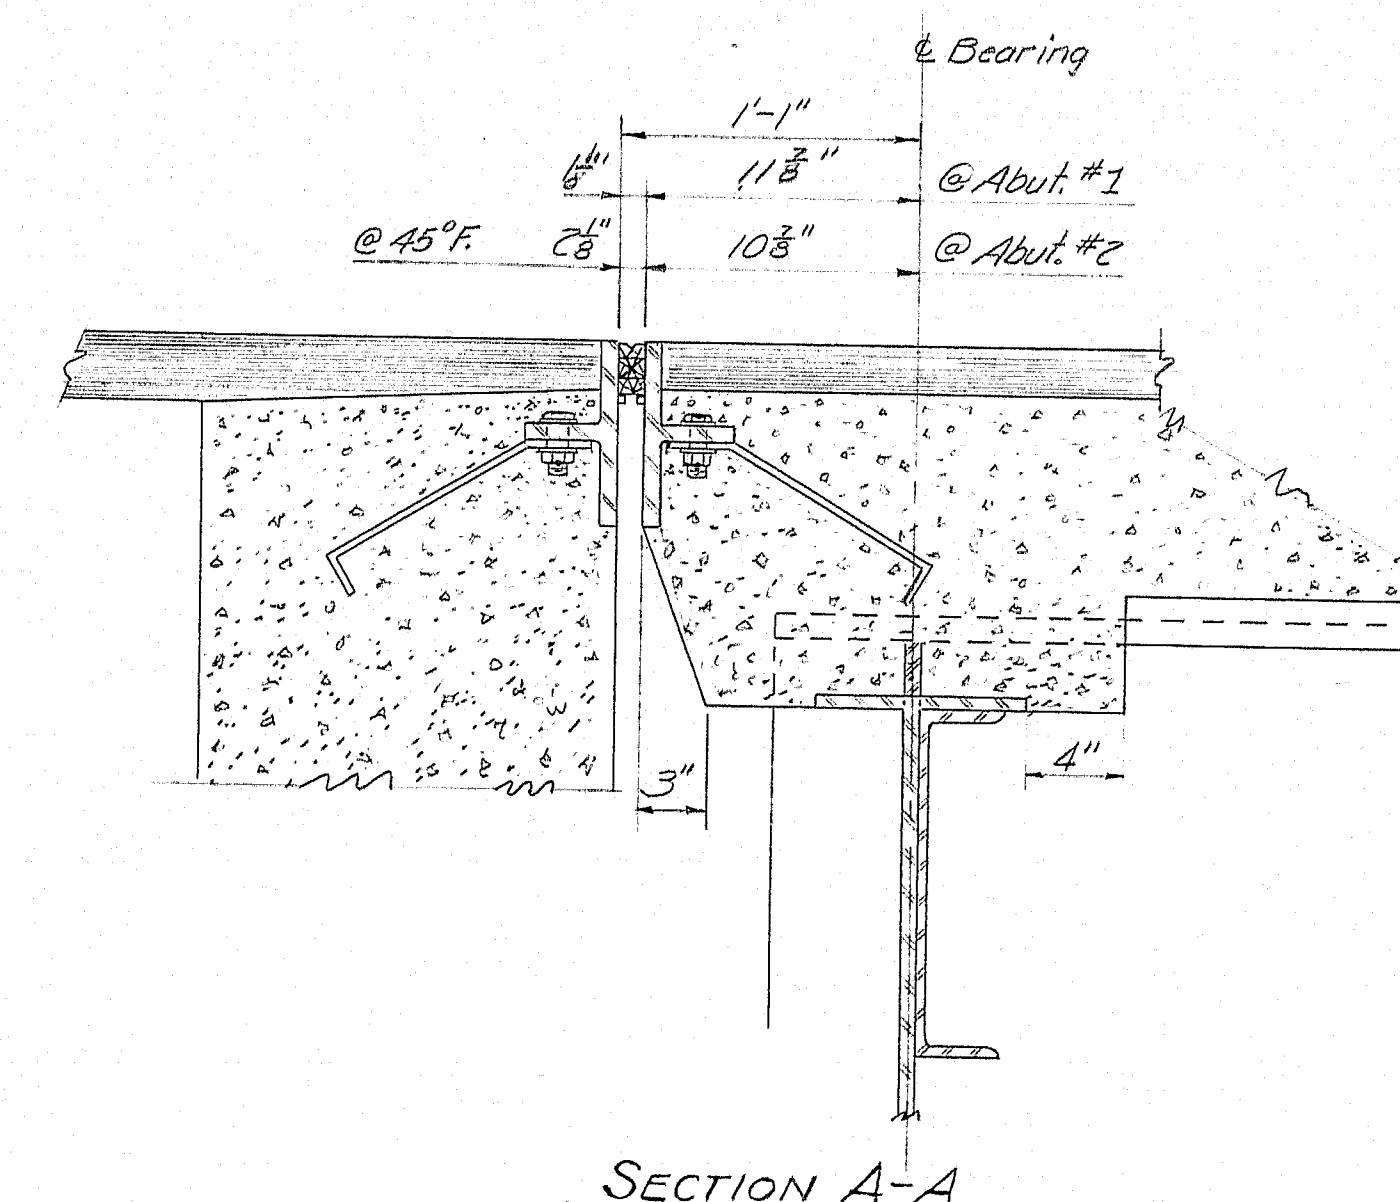 ℄ Bearing
1'-1"
1 1/8" 11 7/8" @ Abut. #1
@ 45°F. 2 1/8" 10 7/8" @ Abut. #2
3"
4"
SECTION A-A